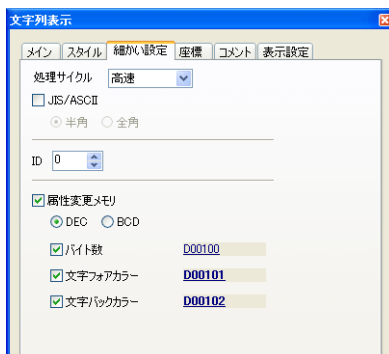 文字列表示
メイン スタイル 細かい設定 座標 コメント 表示設定
処理サイクル 高速
JIS/ASCII
半角 全角
ID 0
属性変更メモリ
DEC BCD
バイト数 D00100
文字フォアカラー D00101
文字バックカラー D00102